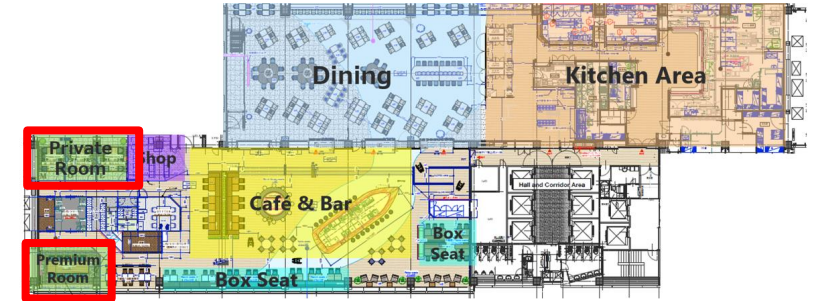 Dining
Kitchen Area
Private
Room
Shop
Hall and Corridor Area
Café & Bar
Box
Seat
Premium
Room
Box Seat